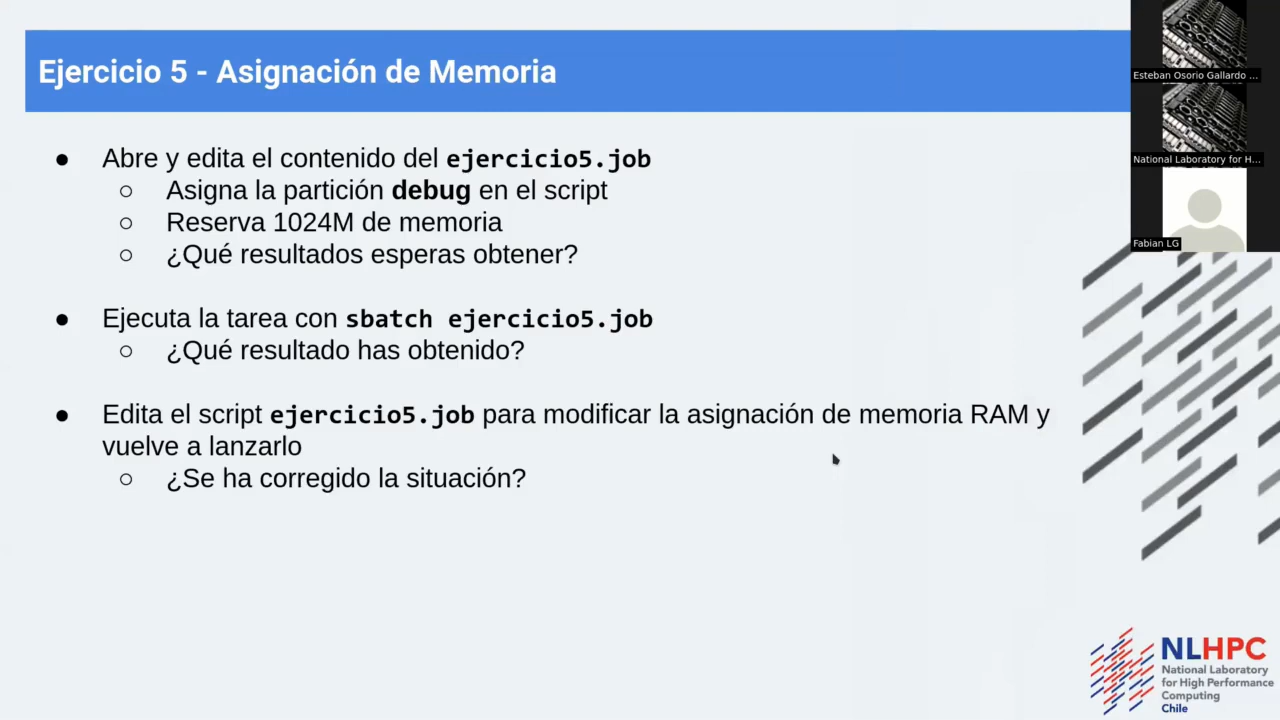 Ejercicio 5 - Asignación de Memoria
● Abre y edita el contenido del ejercicio5.job
○ Asigna la partición debug en el script
○ Reserva 1024M de memoria
○ ¿Qué resultados esperas obtener?
● Ejecuta la tarea con sbatch ejercicio5.job
○ ¿Qué resultado has obtenido?
● Edita el script ejercicio5.job para modificar la asignación de memoria RAM y
vuelve a lanzarlo
○ ¿Se ha corregido la situación?
Esteban Osorio Gallardo ...
National Laboratory for H...
Fabian LG
NLHPC
National Laboratory
for High Performance
Computing
Chile